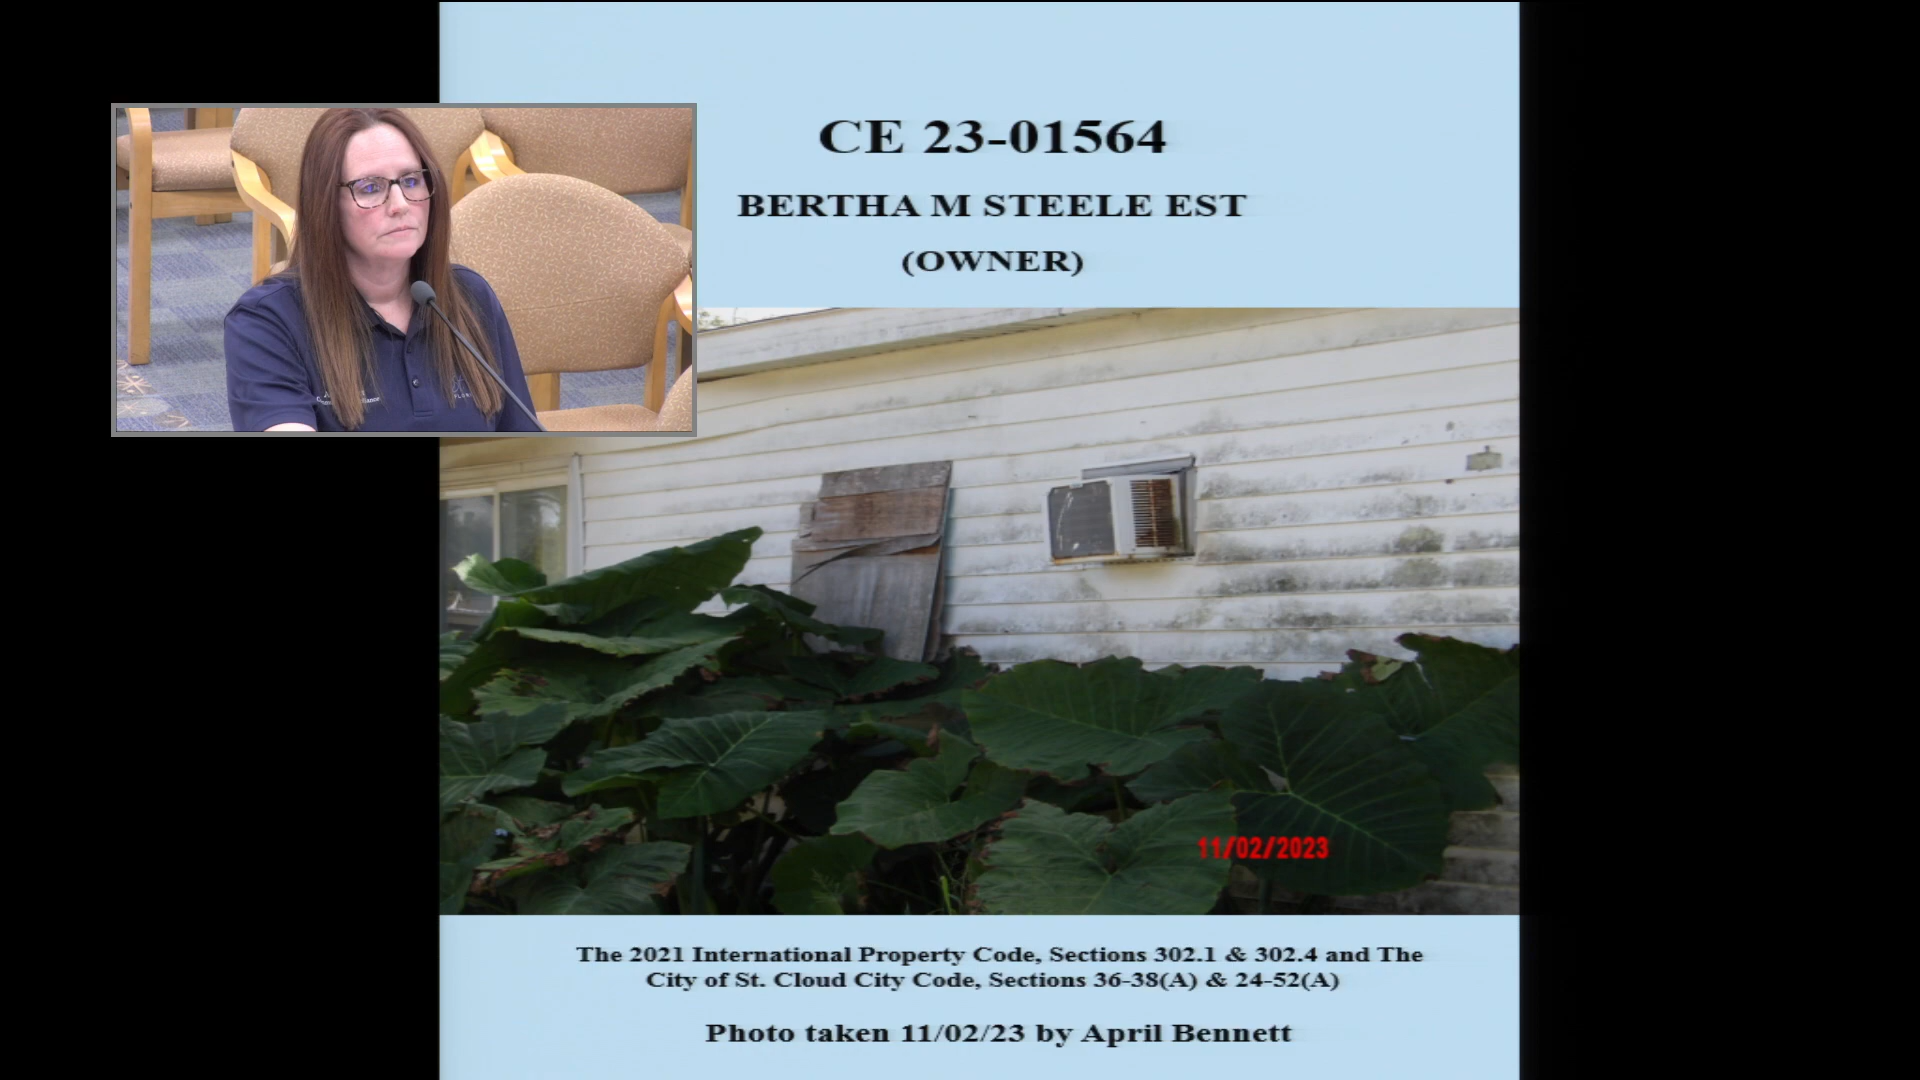 CE 23-01564
BERTHA M STEELE EST
(OWNER)
11/02/2023
The 2021 International Property Code, Sections 302.1 & 302.4 and The
City of St. Cloud City Code, Sections 36-38(A) & 24-52(A)
Photo taken 11/02/23 by April Bennett